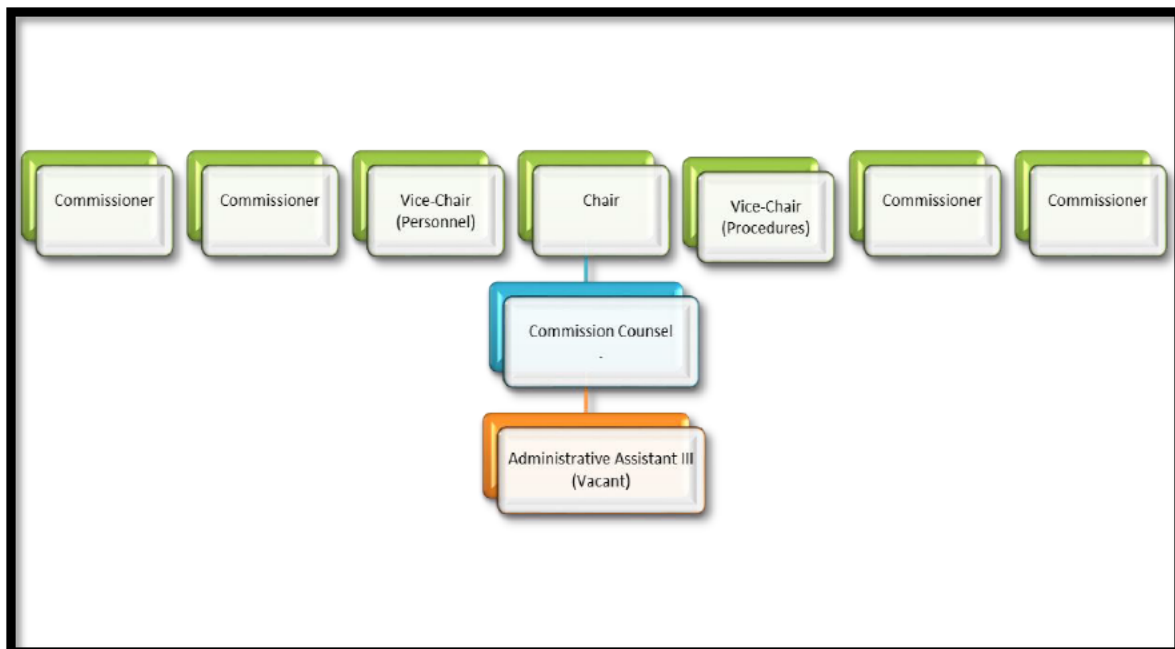 Commissioner
Commissioner
Vice-Chair
(Personnel)
Chair
Vice-Chair
(Procedures)
Commissioner
Commissioner
Commission Counsel
.
Administrative Assistant III
(Vacant)